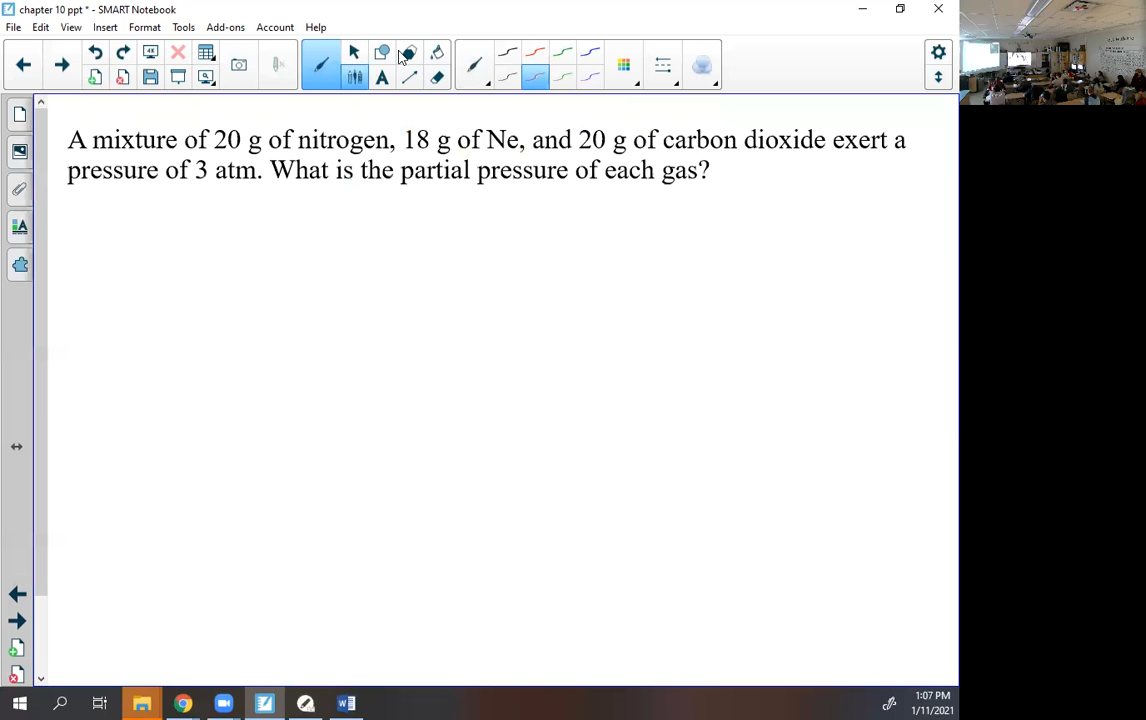 chapter 10 ppt * - SMART Notebook
File Edit View Insert Format Tools Add-ons Account Help
A mixture of 20 g of nitrogen, 18 g of Ne, and 20 g of carbon dioxide exert a
pressure of 3 atm. What is the partial pressure of each gas?
1:07 PM
1/11/2021